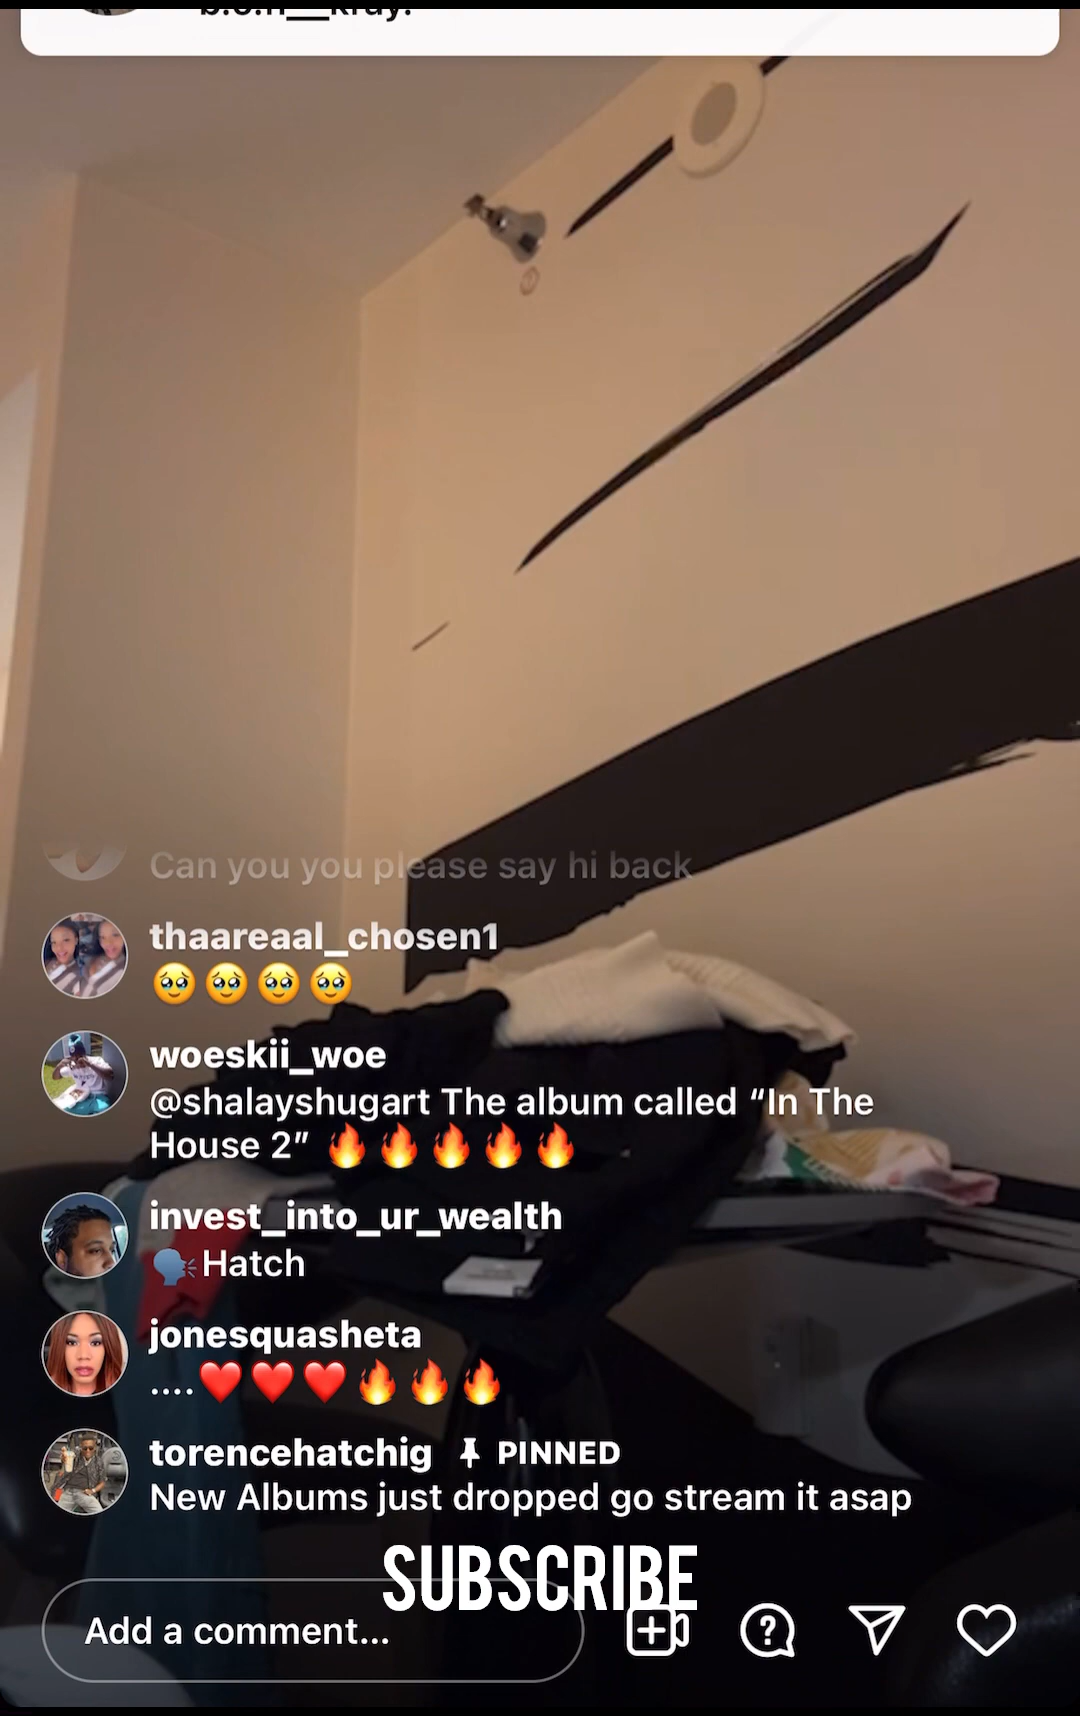 Can you you please say hi back
thaareaal_chosen1
🥹🥹🥹🥹
woeskii_woe
@shalayshugart The album called “In The
House 2” 🔥🔥🔥🔥🔥
invest_into_ur_wealth
🗣️Hatch
jonesquasheta
....❤️❤️❤️🔥🔥🔥
torencehatchig PINNED
New Albums just dropped go stream it asap
SUBSCRIBE
Add a comment...